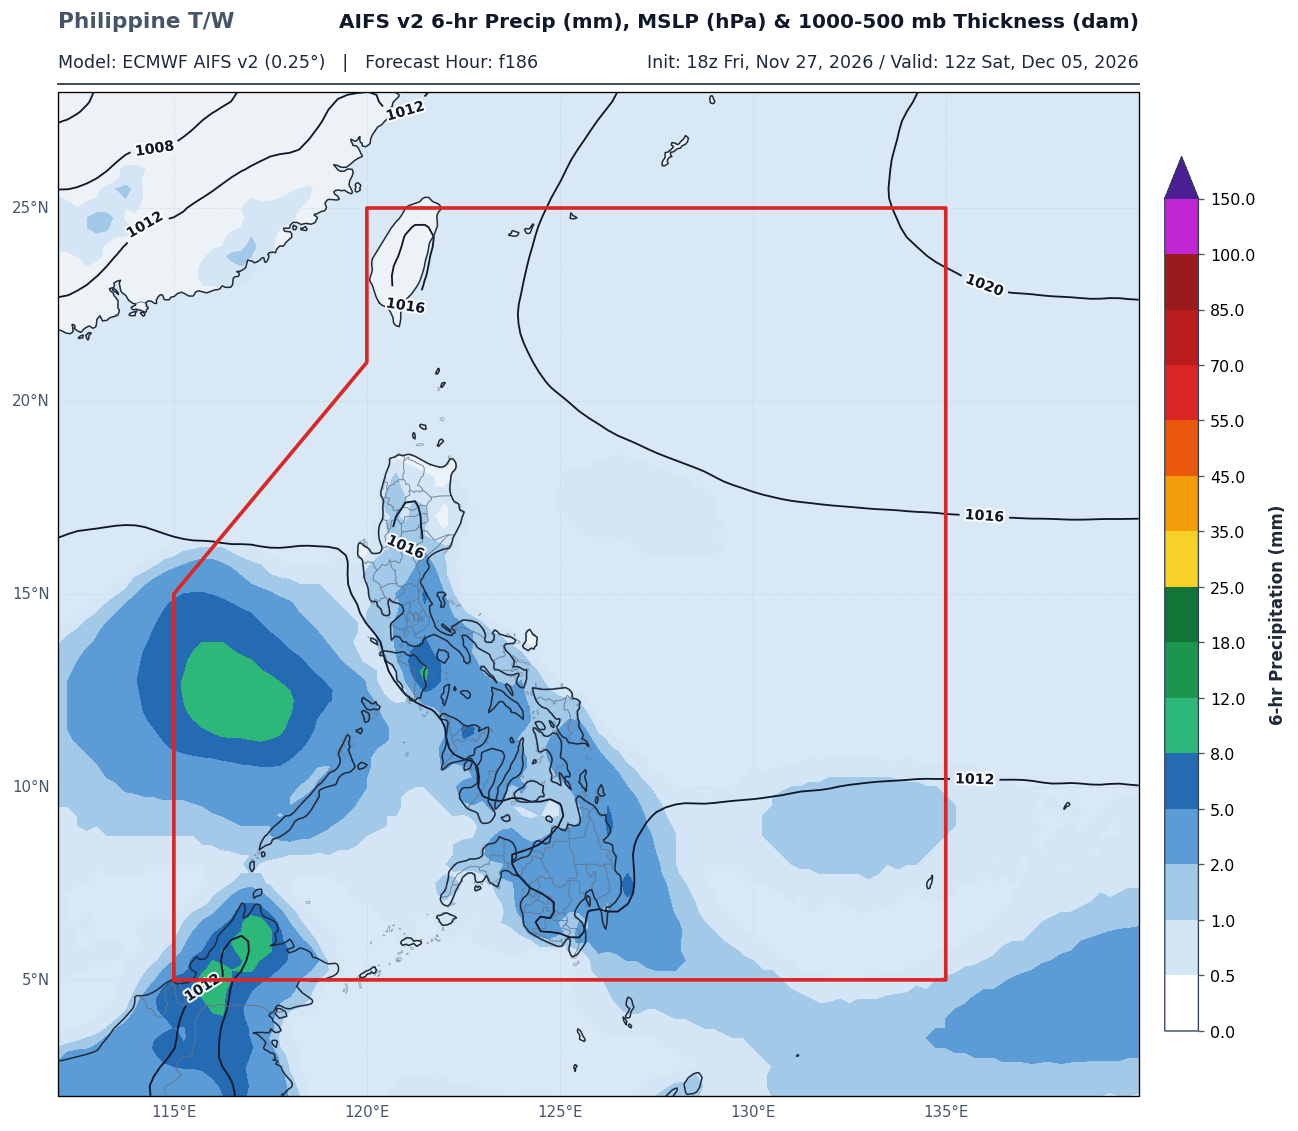 Philippine T/W
AIFS v2 6-hr Precip (mm), MSLP (hPa) & 1000-500 mb Thickness (dam)
Model: ECMWF AIFS v2 (0.25°) | Forecast Hour: f186
Init: 18z Fri, Nov 27, 2026 / Valid: 12z Sat, Dec 05, 2026
1012
1008
1012
1016
1020
1016
1016
1012
1012
25°N
20°N
15°N
10°N
5°N
115°E
120°E
125°E
130°E
135°E
150.0
100.0
85.0
70.0
55.0
45.0
35.0
25.0
18.0
12.0
8.0
5.0
2.0
1.0
0.5
0.0
6-hr Precipitation (mm)